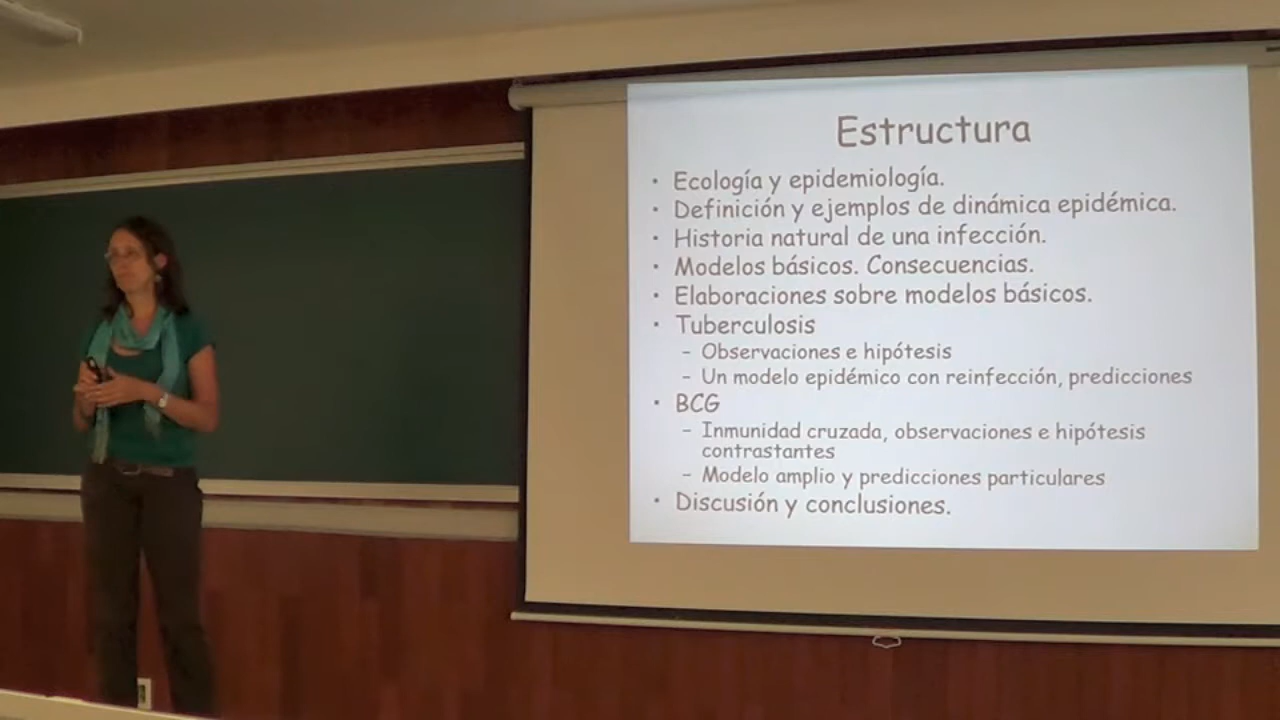 Estructura
• Ecología y epidemiología.
• Definición y ejemplos de dinámica epidémica.
• Historia natural de una infección.
• Modelos básicos. Consecuencias.
• Elaboraciones sobre modelos básicos.
• Tuberculosis
– Observaciones e hipótesis
– Un modelo epidémico con reinfección, predicciones
• BCG
– Inmunidad cruzada, observaciones e hipótesis
contrastantes
– Modelo amplio y predicciones particulares
• Discusión y conclusiones.